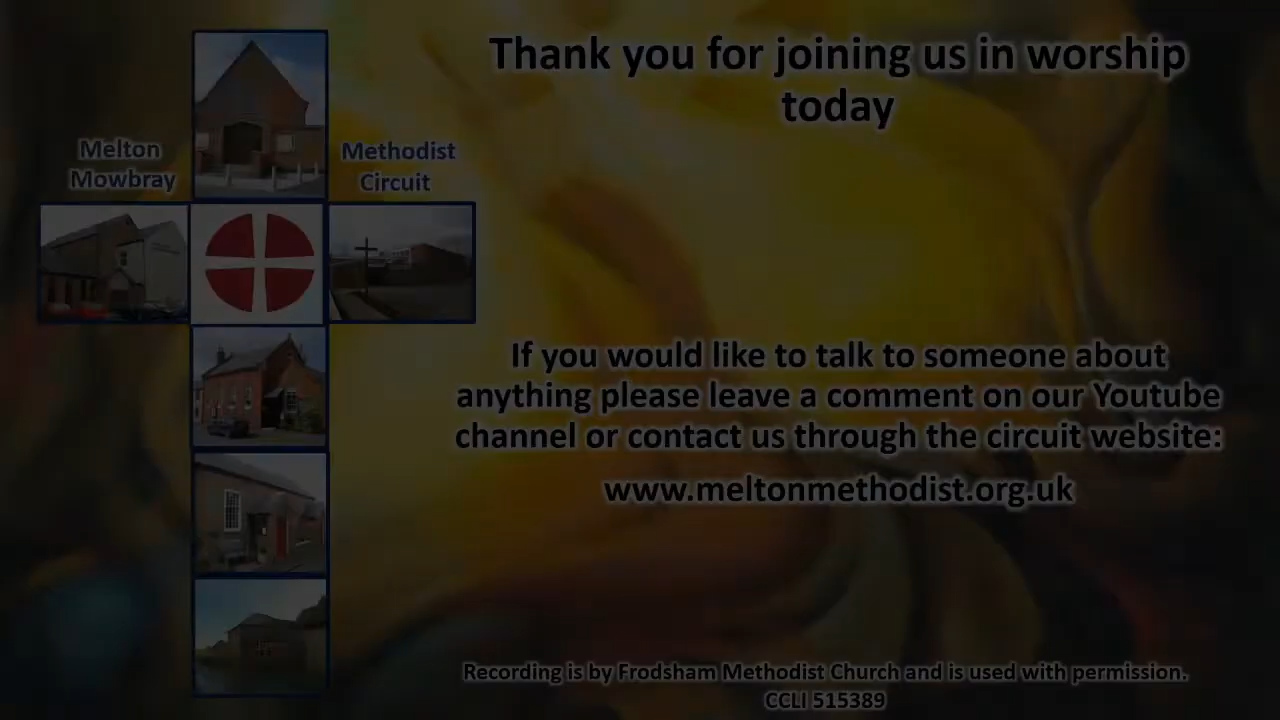 Thank you for joining us in worship
today
Melton
Mowbray
Methodist
Circuit
If you would like to talk to someone about
anything please leave a comment on our Youtube
channel or contact us through the circuit website:
www.meltonmethodist.org.uk
Recording is by Frodsham Methodist Church and is used with permission.
CCLI 515389